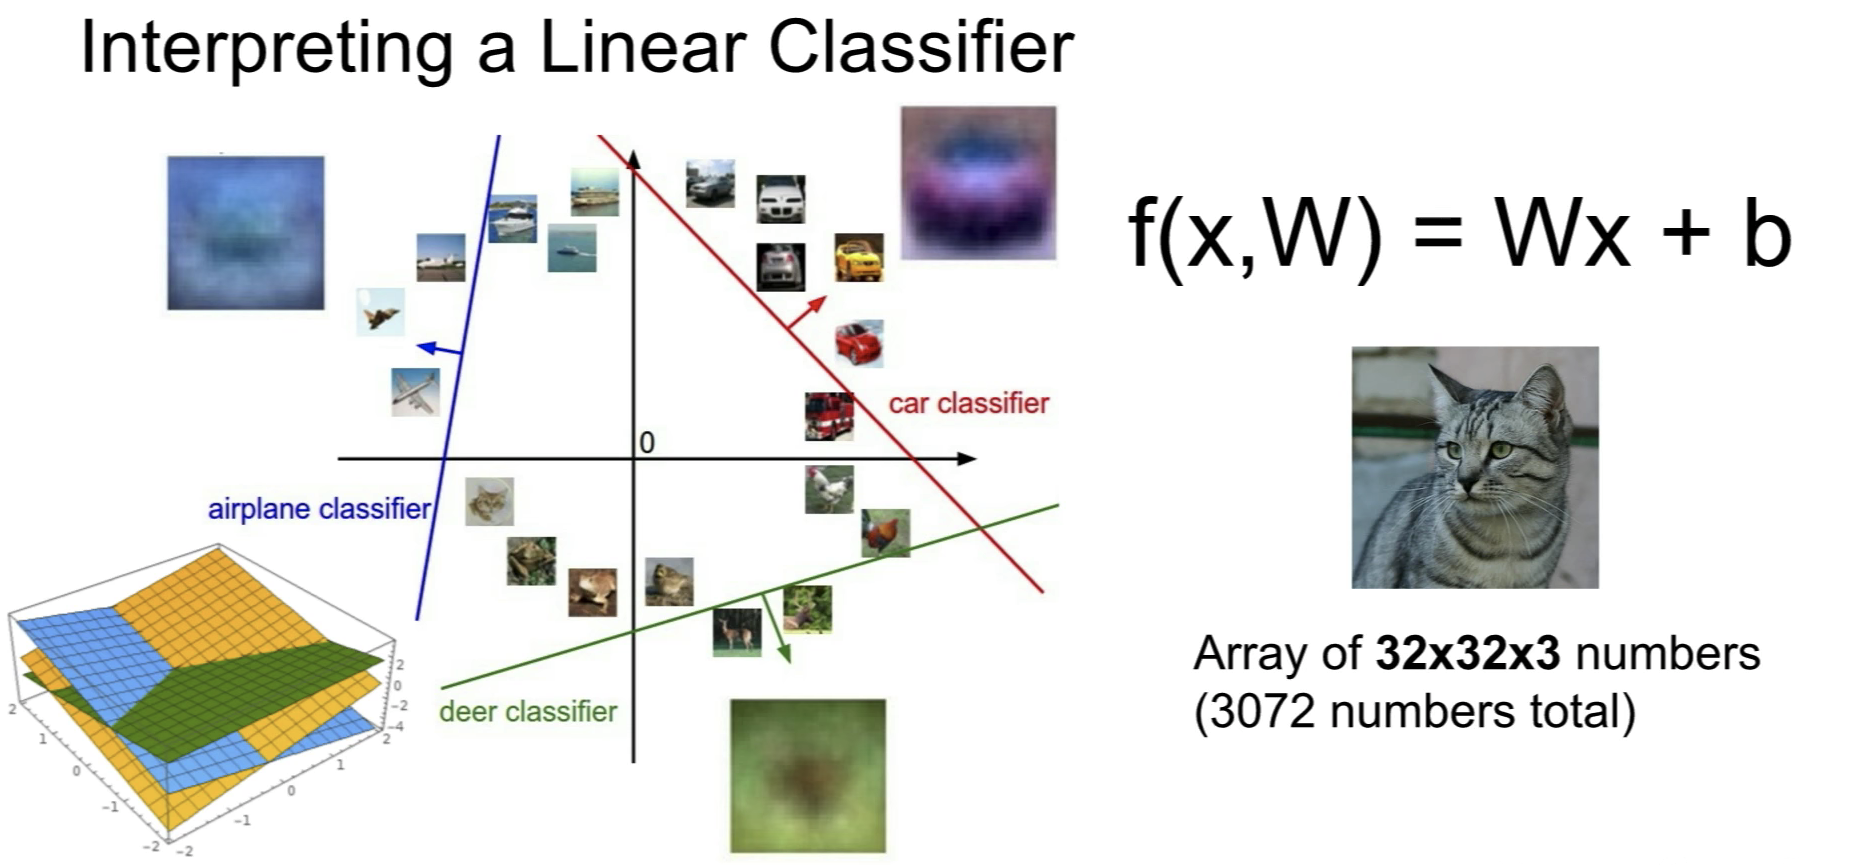 Interpreting a Linear Classifier
f(x,W) = Wx + b
car classifier
0
airplane classifier
deer classifier
Array of 32x32x3 numbers
(3072 numbers total)
2
1
0
−1
−2
−2
−1
0
1
2
2
0
−2
−4